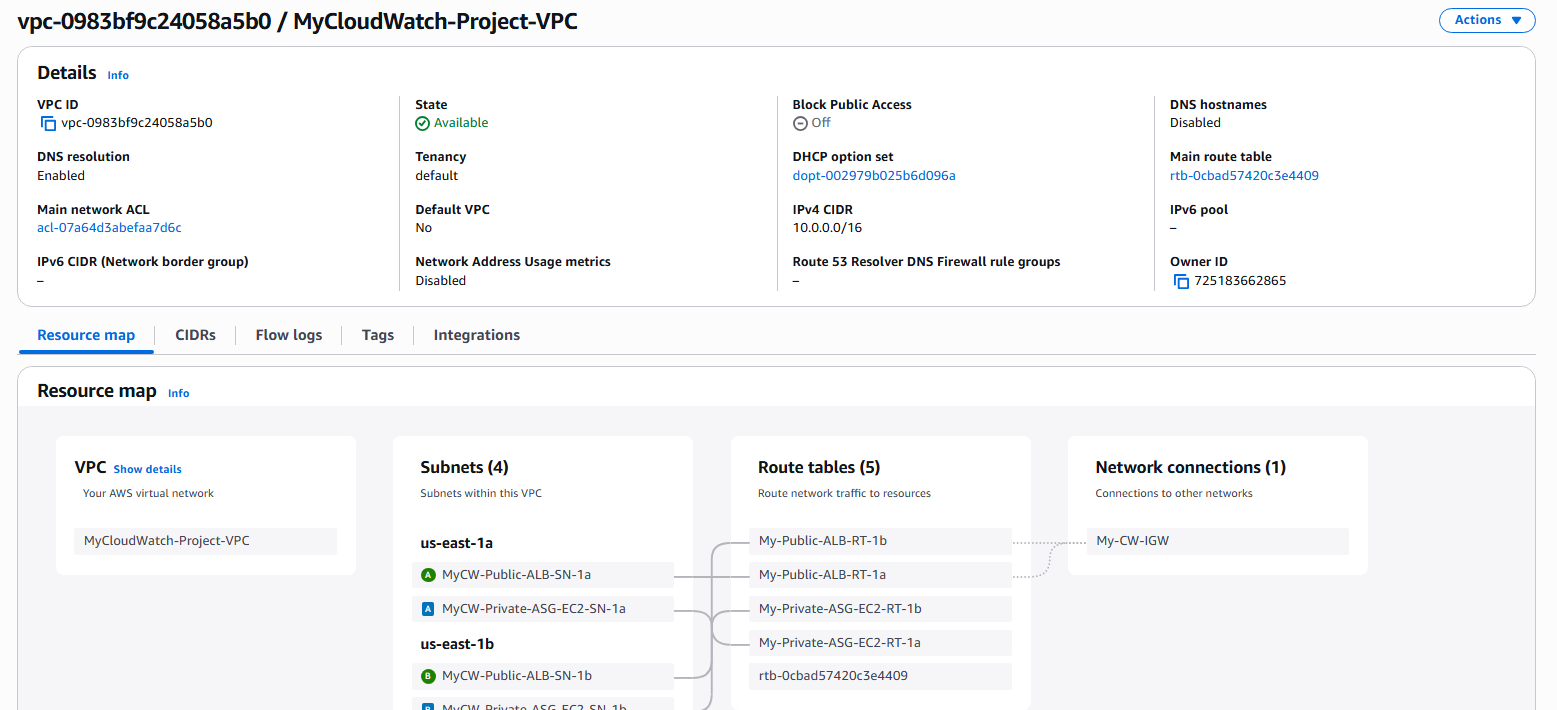 vpc-0983bf9c24058a5b0 / MyCloudWatch-Project-VPC
Actions
Details Info
VPC ID
vpc-0983bf9c24058a5b0
State
Available
Block Public Access
Off
DNS hostnames
Disabled
DNS resolution
Enabled
Tenancy
default
DHCP option set
dopt-002979b025b6d096a
Main route table
rtb-0cbad57420c3e4409
Main network ACL
acl-07a64d3abefaa7d6c
Default VPC
No
IPv4 CIDR
10.0.0.0/16
IPv6 pool
–
IPv6 CIDR (Network border group)
–
Network Address Usage metrics
Disabled
Route 53 Resolver DNS Firewall rule groups
–
Owner ID
725183662865
Resource map
CIDRs
Flow logs
Tags
Integrations
Resource map Info
VPC Show details
Your AWS virtual network
MyCloudWatch-Project-VPC
Subnets (4)
Subnets within this VPC
us-east-1a
A MyCW-Public-ALB-SN-1a
A MyCW-Private-ASG-EC2-SN-1a
us-east-1b
B MyCW-Public-ALB-SN-1b
B MyCW-Private-ASG-EC2-SN-1b
Route tables (5)
Route network traffic to resources
My-Public-ALB-RT-1b
My-Public-ALB-RT-1a
My-Private-ASG-EC2-RT-1b
My-Private-ASG-EC2-RT-1a
rtb-0cbad57420c3e4409
Network connections (1)
Connections to other networks
My-CW-IGW